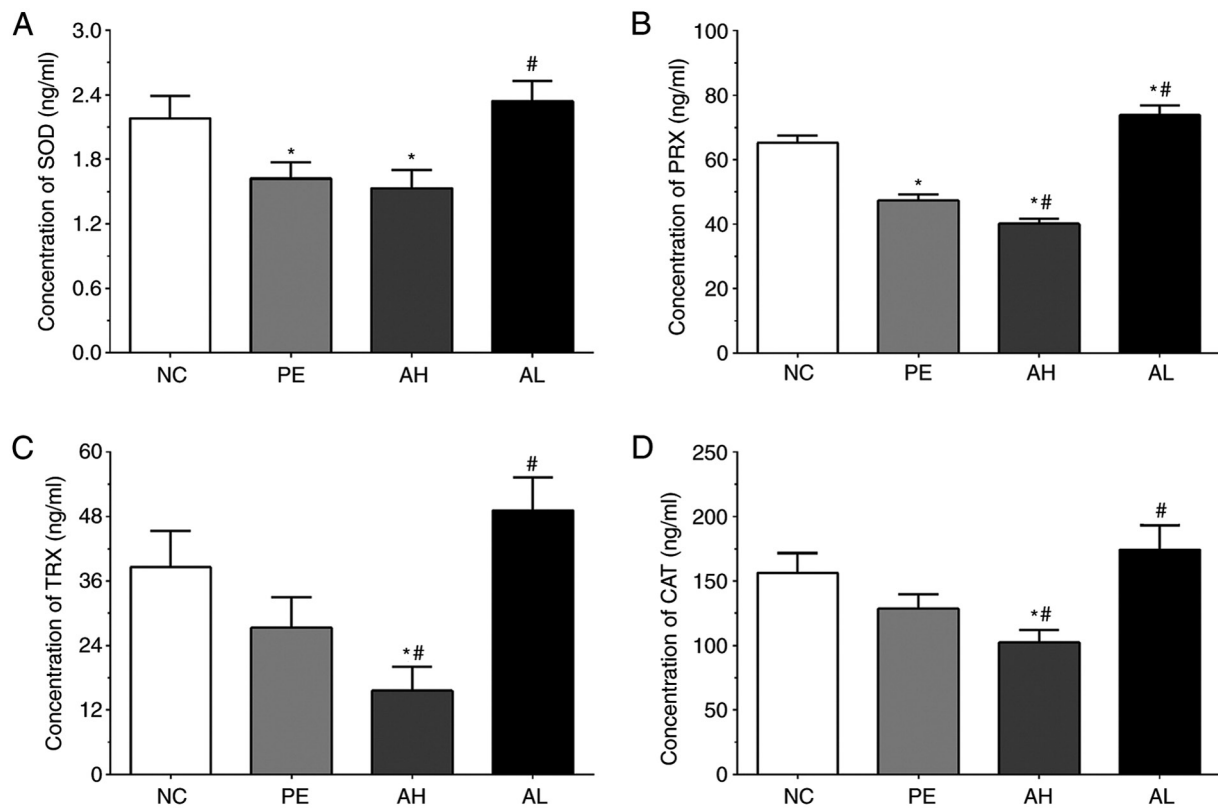 A
Concentration of SOD (ng/ml)
3.0
2.4
1.8
1.2
0.6
0.0
#
*
*
NC PE AH AL
B
Concentration of PRX (ng/ml)
100
80
60
40
20
0
*#
*
*#
NC PE AH AL
C
Concentration of TRX (ng/ml)
60
48
36
24
12
0
#
*#
NC PE AH AL
D
Concentration of CAT (ng/ml)
250
200
150
100
50
0
#
*#
NC PE AH AL